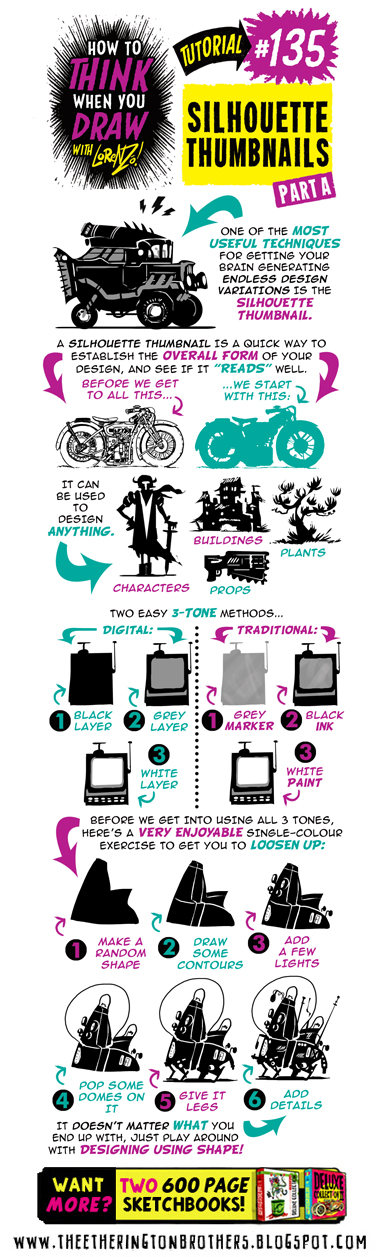 HOW TO
THINK
WHEN YOU
DRAW
WITH LORENZO!
TUTORIAL
#135
SILHOUETTE
THUMBNAILS
PART A
ONE OF THE MOST
USEFUL TECHNIQUES
FOR GETTING YOUR
BRAIN GENERATING
ENDLESS DESIGN
VARIATIONS IS THE
SILHOUETTE
THUMBNAIL.
A SILHOUETTE THUMBNAIL IS A QUICK WAY TO
ESTABLISH THE OVERALL FORM OF YOUR
DESIGN, AND SEE IF IT "READS" WELL.
BEFORE WE GET
TO ALL THIS...
...WE START
WITH THIS:
IT CAN
BE USED
TO
DESIGN
ANYTHING.
CHARACTERS
BUILDINGS
PROPS
PLANTS
TWO EASY 3-TONE METHODS...
DIGITAL:
1 BLACK
LAYER
2 GREY
LAYER
3
WHITE
LAYER
TRADITIONAL:
1 GREY
MARKER
2 BLACK
INK
3
WHITE
PAINT
BEFORE WE GET INTO USING ALL 3 TONES,
HERE'S A VERY ENJOYABLE SINGLE-COLOUR
EXERCISE TO GET YOU TO LOOSEN UP:
1 MAKE A
RANDOM
SHAPE
2 DRAW
SOME
CONTOURS
3 ADD
A FEW
LIGHTS
4 POP SOME
DOMES ON
IT
5 GIVE IT
LEGS
6 ADD
DETAILS
IT DOESN'T MATTER WHAT YOU
END UP WITH, JUST PLAY AROUND
WITH DESIGNING USING SHAPE!
WANT
MORE?
TWO 600 PAGE
SKETCHBOOKS!
DELUXE
COLLECTION
WWW.THEETHERINGTONBROTHERS.BLOGSPOT.COM